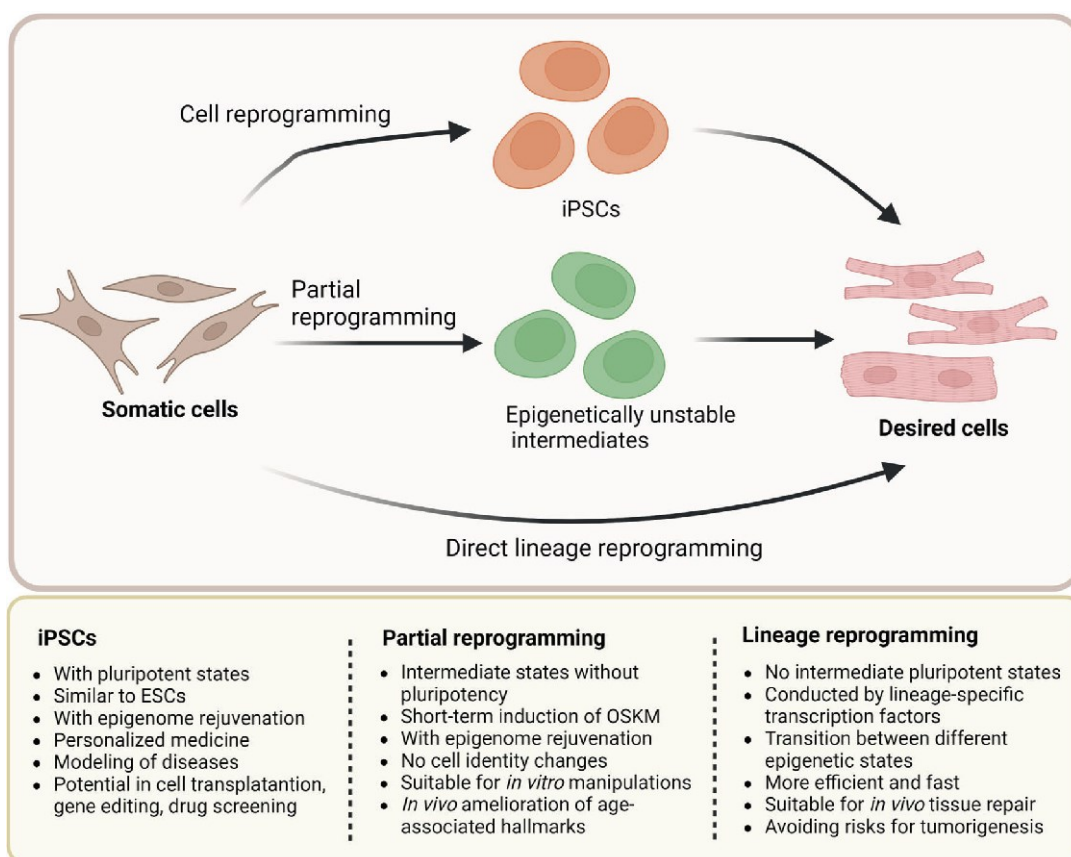 Cell reprogramming
iPSCs
Partial
reprogramming
Somatic cells
Epigenetically unstable
intermediates
Desired cells
Direct lineage reprogramming
iPSCs
• With pluripotent states
• Similar to ESCs
• With epigenome rejuvenation
• Personalized medicine
• Modeling of diseases
• Potential in cell transplatantion,
gene editing, drug screening
Partial reprogramming
• Intermediate states without
pluripotency
• Short-term induction of OSKM
• With epigenome rejuvenation
• No cell identity changes
• Suitable for in vitro manipulations
• In vivo amelioration of age-
associated hallmarks
Lineage reprogramming
• No intermediate pluripotent states
• Conducted by lineage-specific
transcription factors
• Transition between different
epigenetic states
• More efficient and fast
• Suitable for in vivo tissue repair
• Avoiding risks for tumorigenesis